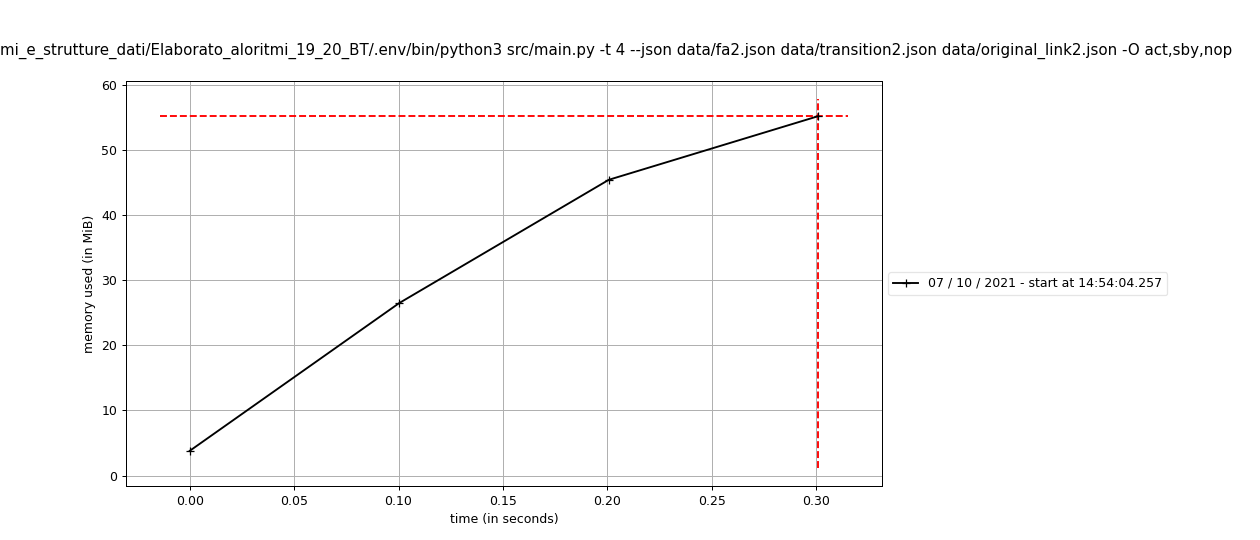 mi_e_strutture_dati/Elaborato_aloritmi_19_20_BT/.env/bin/python3 src/main.py -t 4 --json data/fa2.json data/transition2.json data/original_link2.json -O act,sby,nop
60
50
40
30
20
10
0
memory used (in MiB)
0.00 0.05 0.10 0.15 0.20 0.25 0.30
time (in seconds)
07 / 10 / 2021 - start at 14:54:04.257